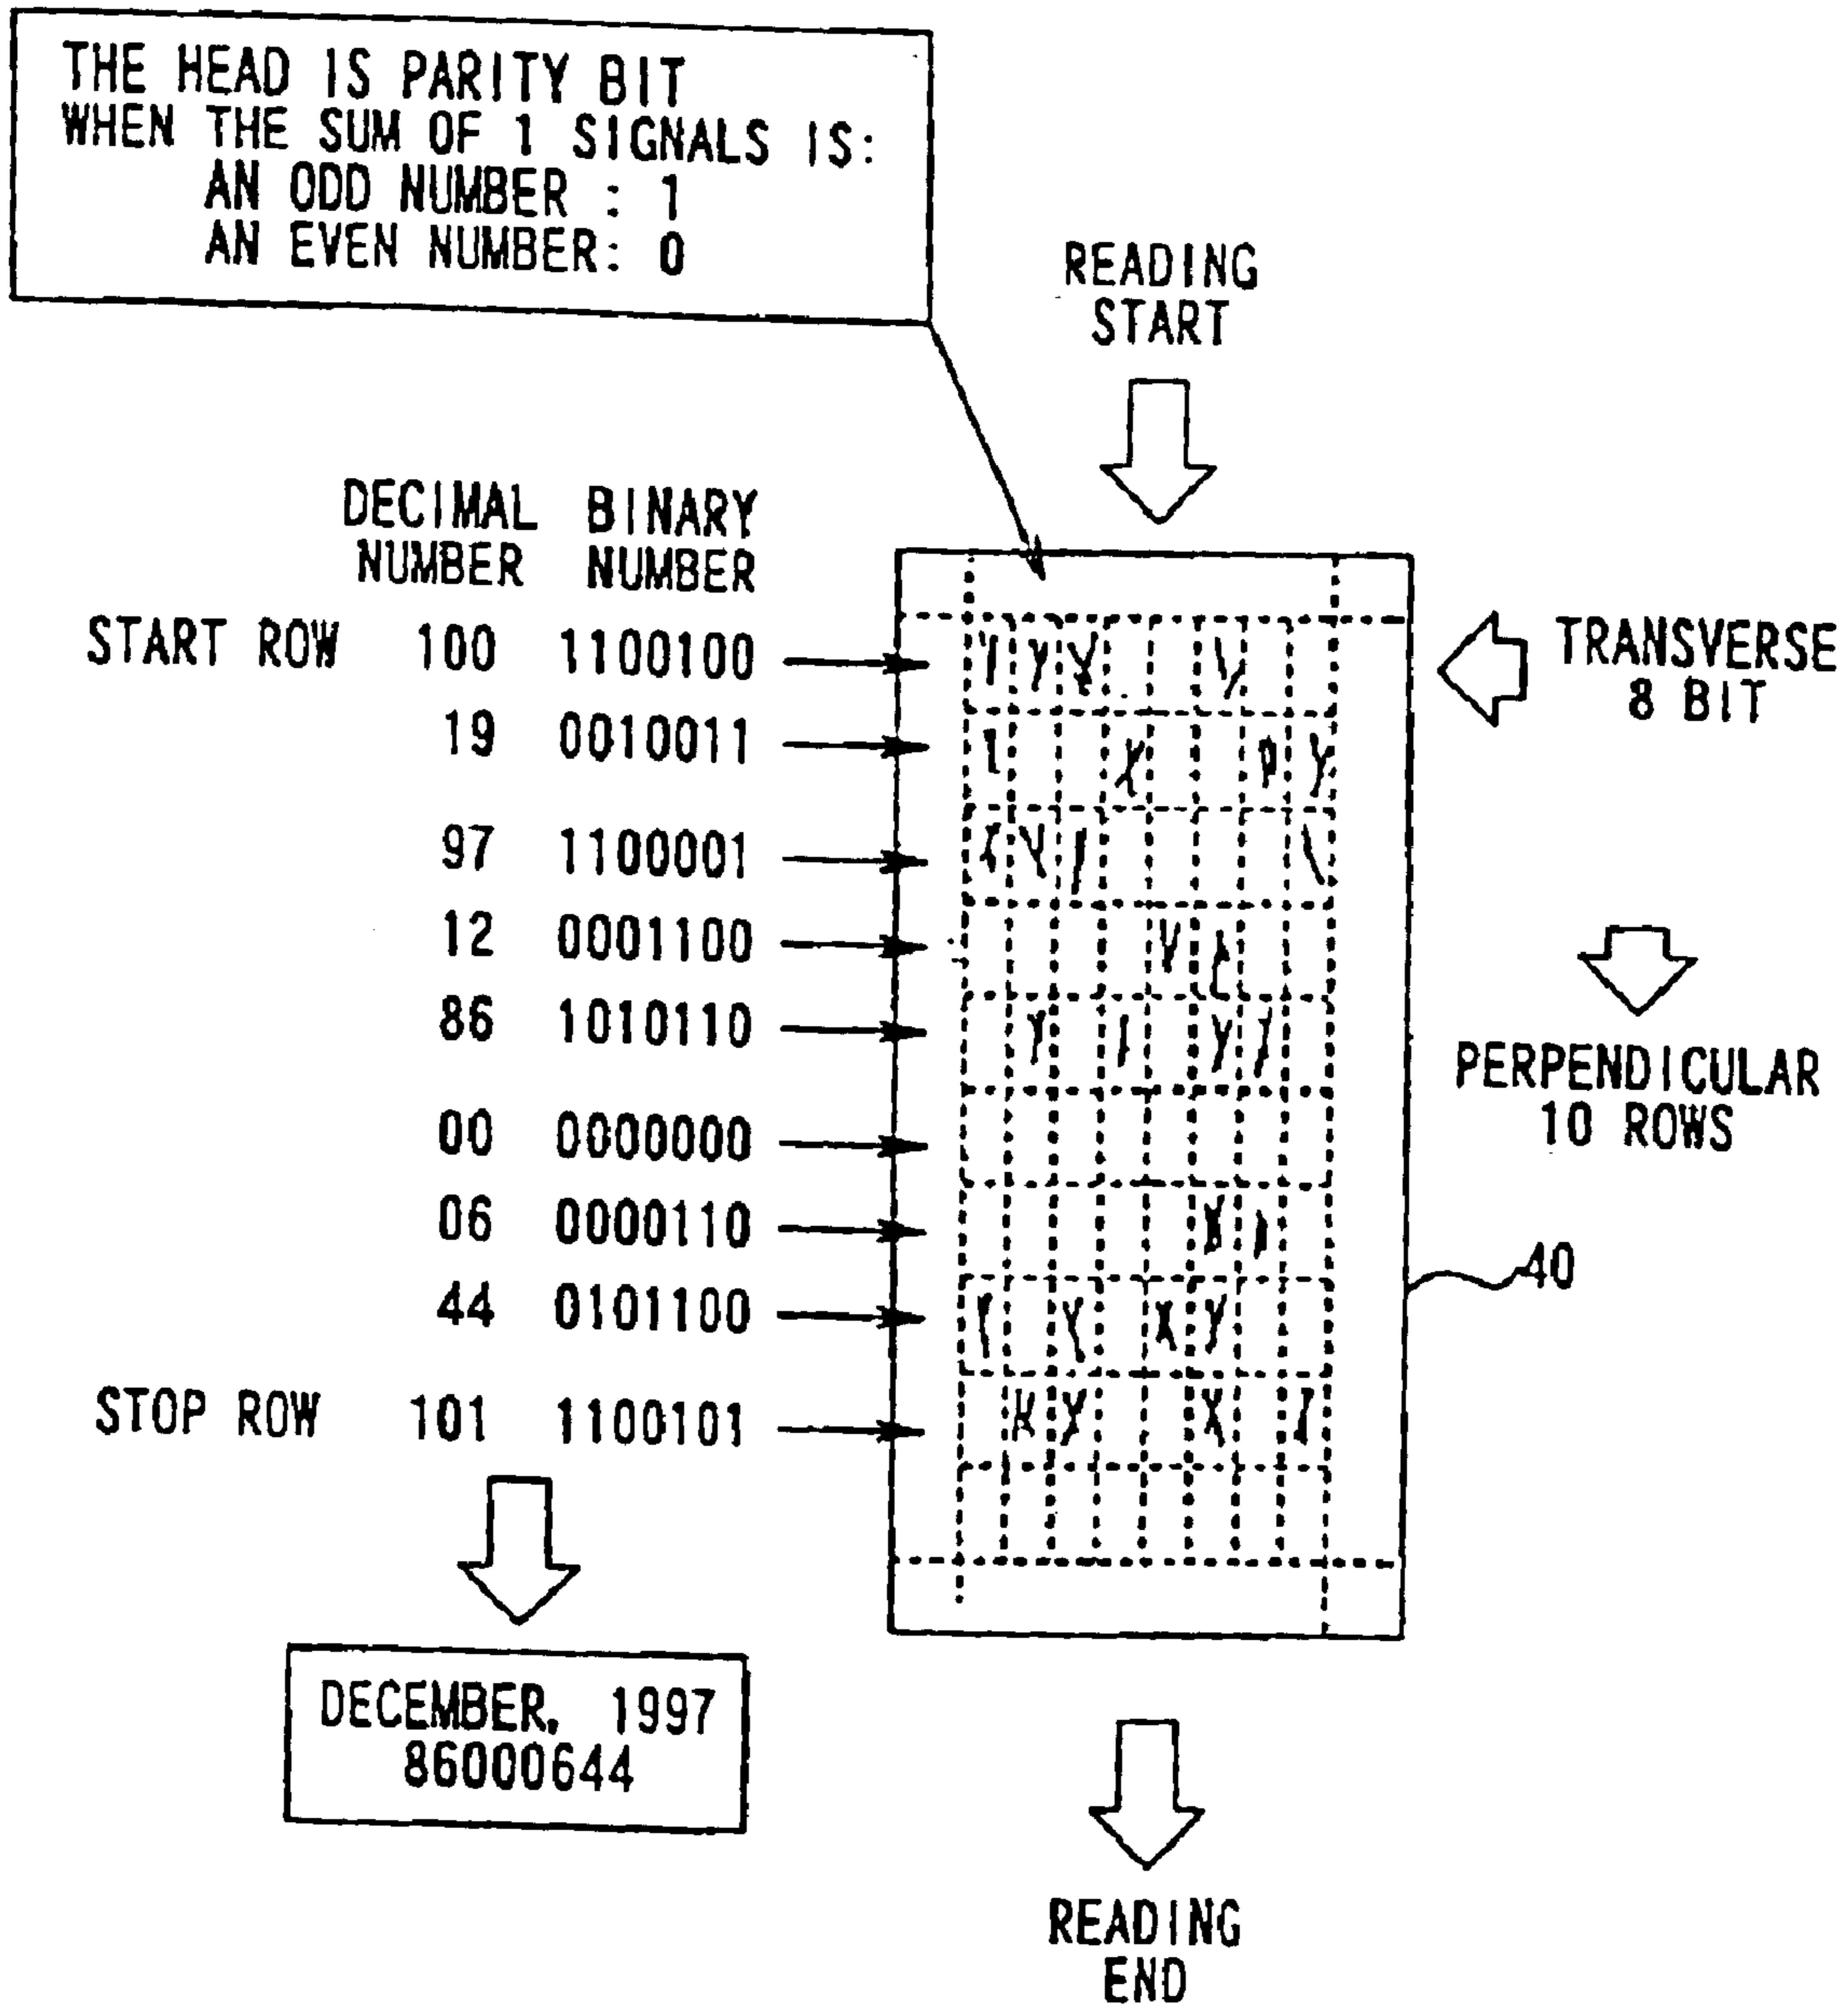 THE HEAD IS PARITY BIT
WHEN THE SUM OF 1 SIGNALS IS:
AN ODD NUMBER : 1
AN EVEN NUMBER: 0
READING
START
DECIMAL NUMBER
BINARY NUMBER
START ROW 100 1100100
19 0010011
97 1100001
12 0001100
86 1010110
00 0000000
06 0000110
44 0101100
STOP ROW 101 1100101
TRANSVERSE
8 BIT
PERPENDICULAR
10 ROWS
40
DECEMBER, 1997
86000644
READING
END